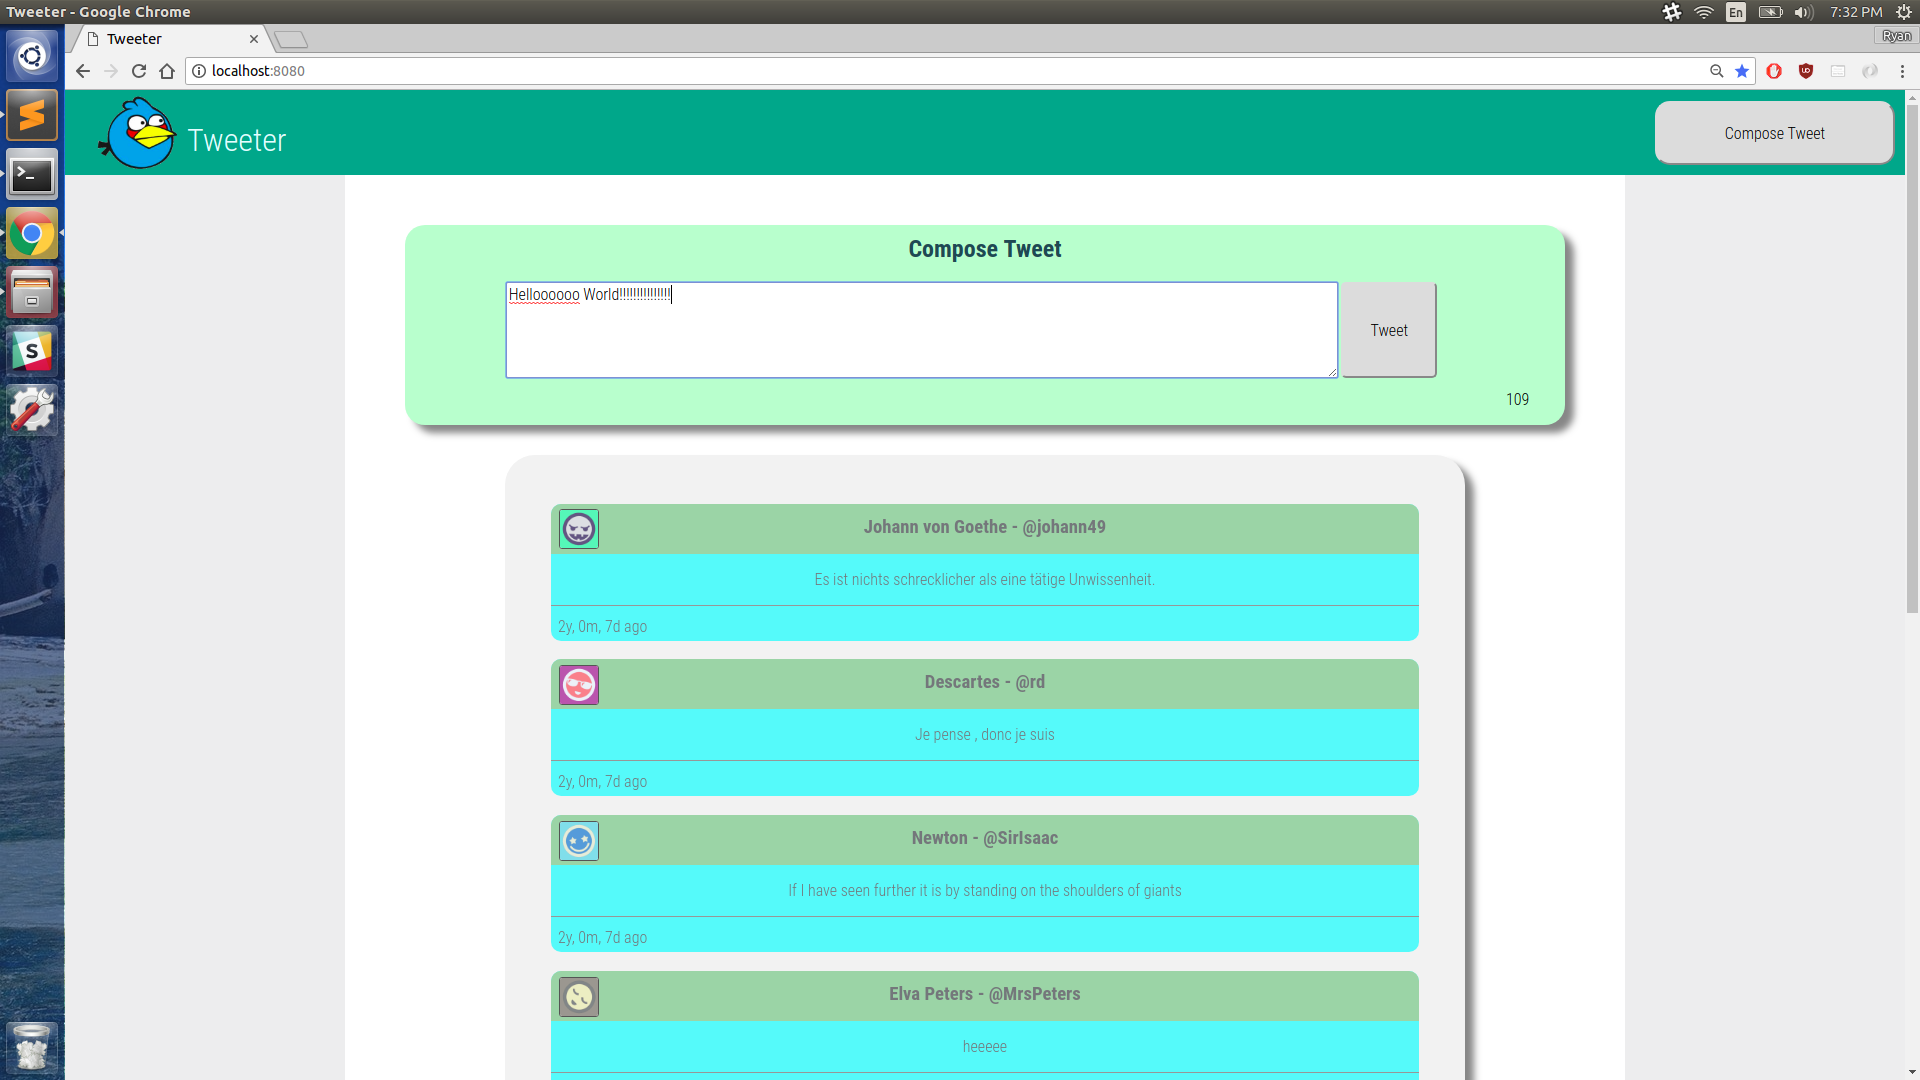 Tweeter - Google Chrome
En
7:32 PM
Tweeter
Ryan
localhost:8080
Tweeter
Compose Tweet
Compose Tweet
Helloooooo World!!!!!!!!!!!!!!!
Tweet
109
Johann von Goethe - @johann49
Es ist nichts schrecklicher als eine tätige Unwissenheit.
2y, 0m, 7d ago
Descartes - @rd
Je pense , donc je suis
2y, 0m, 7d ago
Newton - @SirIsaac
If I have seen further it is by standing on the shoulders of giants
2y, 0m, 7d ago
Elva Peters - @MrsPeters
heeeee